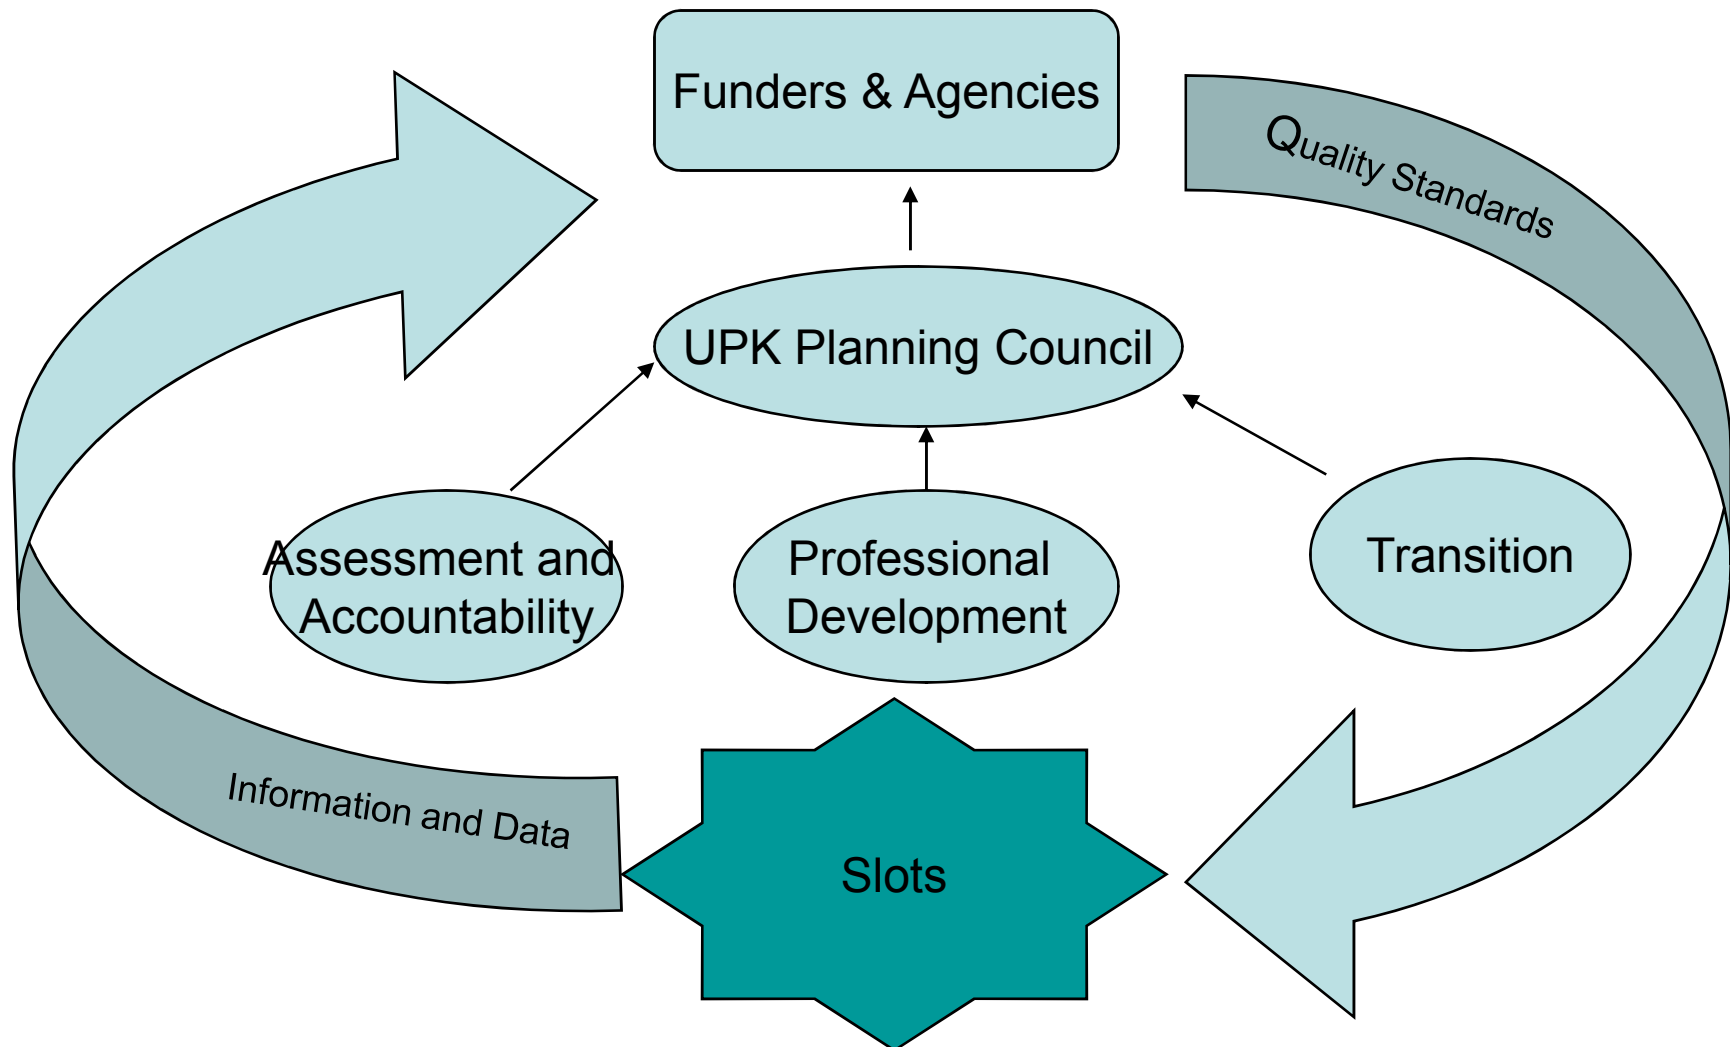 Funders & Agencies
Quality Standards
UPK Planning Council
Assessment and
Accountability
Professional
Development
Transition
Information and Data
Slots